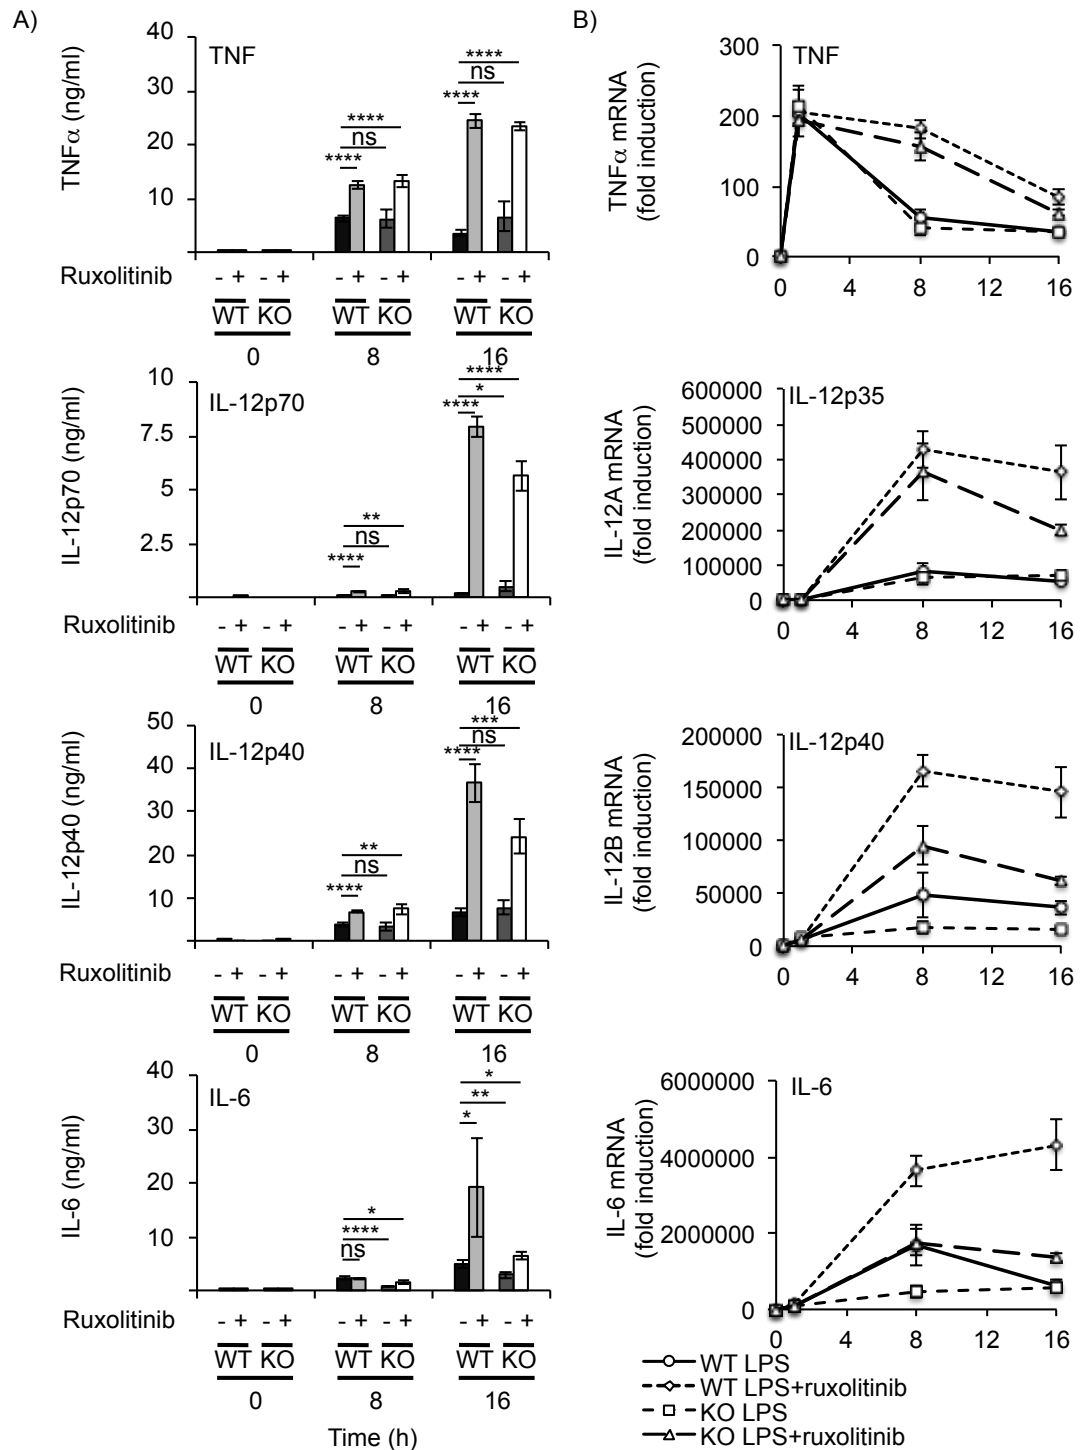 A)
TNFα (ng/ml)
40
30
20
10
TNF
****
ns
****
****
ns
****
Ruxolitinib - + - + - + - + - + - +
WT KO WT KO WT KO
0 8 16
IL-12p70 (ng/ml)
10
7.5
5
2.5
IL-12p70
**
ns
****
****
*
****
Ruxolitinib - + - + - + - + - + - +
WT KO WT KO WT KO
0 8 16
IL-12p40 (ng/ml)
50
40
30
20
10
IL-12p40
**
ns
****
***
ns
****
Ruxolitinib - + - + - + - + - + - +
WT KO WT KO WT KO
0 8 16
IL-6 (ng/ml)
40
30
20
10
IL-6
*
****
ns
*
**
*
Ruxolitinib - + - + - + - + - + - +
WT KO WT KO WT KO
0 8 16
Time (h)
B)
TNFα mRNA
(fold induction)
300
200
100
0
TNF
0 4 8 12 16
IL-12A mRNA
(fold induction)
600000
500000
400000
300000
200000
100000
0
IL-12p35
0 4 8 12 16
IL-12B mRNA
(fold induction)
200000
150000
100000
50000
0
IL-12p40
0 4 8 12 16
IL-6 mRNA
(fold induction)
6000000
4000000
2000000
0
IL-6
0 4 8 12 16
WT LPS
WT LPS+ruxolitinib
KO LPS
KO LPS+ruxolitinib